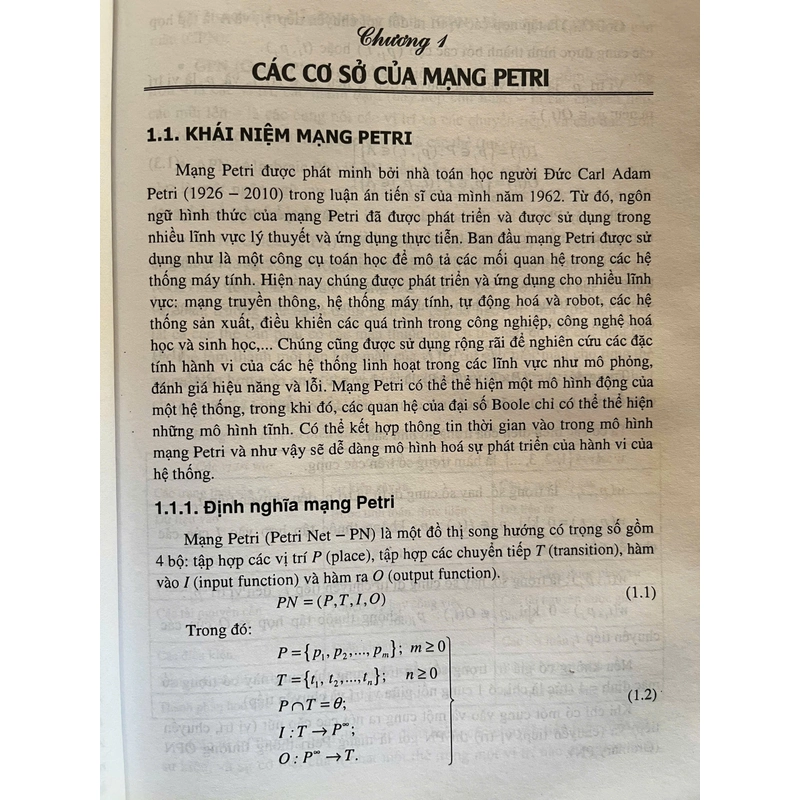 Chương 1
CÁC CƠ SỞ CỦA MẠNG PETRI
1.1. KHÁI NIỆM MẠNG PETRI
Mạng Petri được phát minh bởi nhà toán học người Đức Carl Adam
Petri (1926 – 2010) trong luận án tiến sĩ của mình năm 1962. Từ đó, ngôn
ngữ hình thức của mạng Petri đã được phát triển và được sử dụng trong
nhiều lĩnh vực lý thuyết và ứng dụng thực tiễn. Ban đầu mạng Petri được sử
dụng như là một công cụ toán học để mô tả các mối quan hệ trong các hệ
thống máy tính. Hiện nay chúng được phát triển và ứng dụng cho nhiều lĩnh
vực: mạng truyền thông, hệ thống máy tính, tự động hoá và robot, các hệ
thống sản xuất, điều khiển các quá trình trong công nghiệp, công nghệ hoá
học và sinh học,... Chúng cũng được sử dụng rộng rãi để nghiên cứu các đặc
tính hành vi của các hệ thống linh hoạt trong các lĩnh vực như mô phỏng,
đánh giá hiệu năng và lỗi. Mạng Petri có thể thể hiện một mô hình động của
một hệ thống, trong khi đó, các quan hệ của đại số Boole chỉ có thể thể hiện
những mô hình tĩnh. Có thể kết hợp thông tin thời gian vào trong mô hình
mạng Petri và như vậy sẽ dễ dàng mô hình hoá sự phát triển của hành vi của
hệ thống.
1.1.1. Định nghĩa mạng Petri
Mạng Petri (Petri Net – PN) là một đồ thị song hướng có trọng số gồm
4 bộ: tập hợp các vị trí P (place), tập hợp các chuyển tiếp T (transition), hàm
vào I (input function) và hàm ra O (output function).
PN = (P,T,I,O) (1.1)
Trong đó:
P = {p₁, p₂,..., pₘ}; m ≥ 0
T = {t₁, t₂,..., tₙ}; n ≥ 0
P ∩ T = θ; (1.2)
I : T → P^∞;
O : P^∞ → T.